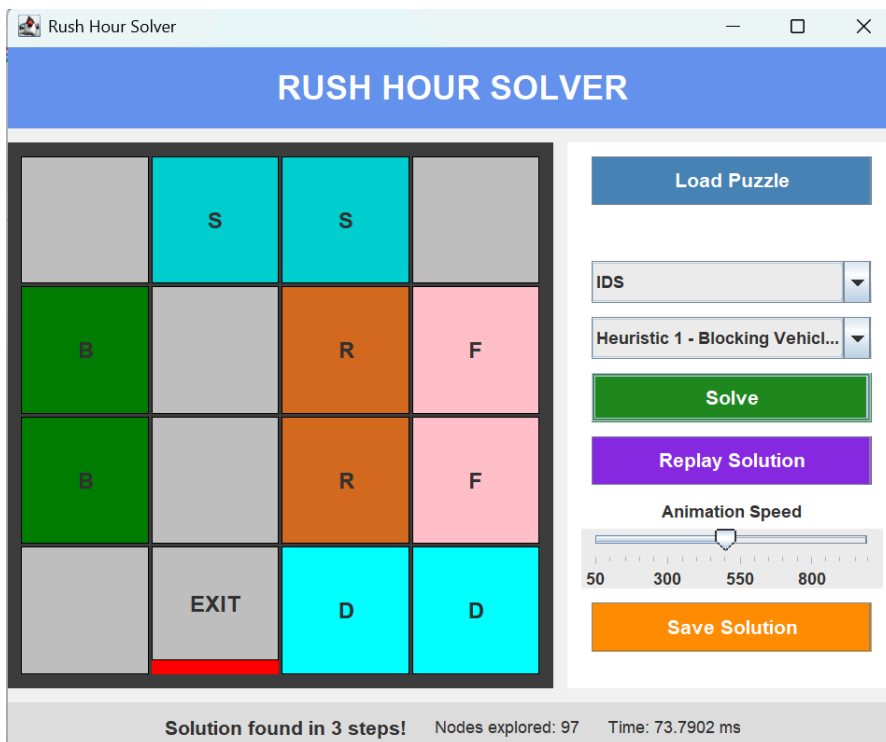 Rush Hour Solver
RUSH HOUR SOLVER
S S
B R F
B R F
EXIT D D
Load Puzzle
IDS
Heuristic 1 - Blocking Vehicl...
Solve
Replay Solution
Animation Speed
50 300 550 800
Save Solution
Solution found in 3 steps! Nodes explored: 97 Time: 73.7902 ms